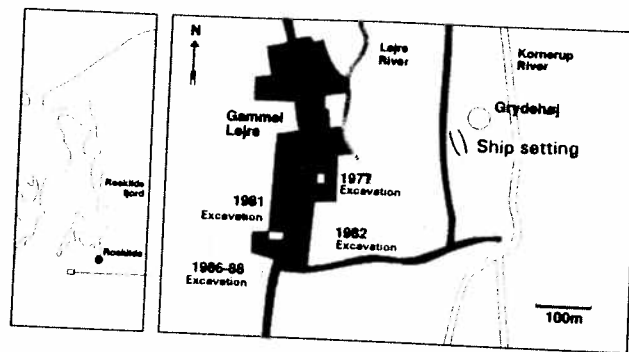 Roskilde
fjord
Roskilde
N
Gammel
Lejre
Lejre
River
Kornerup
River
Grydehøj
Ship setting
1977
Excavation
1981
Excavation
1982
Excavation
1986-88
Excavation
100m